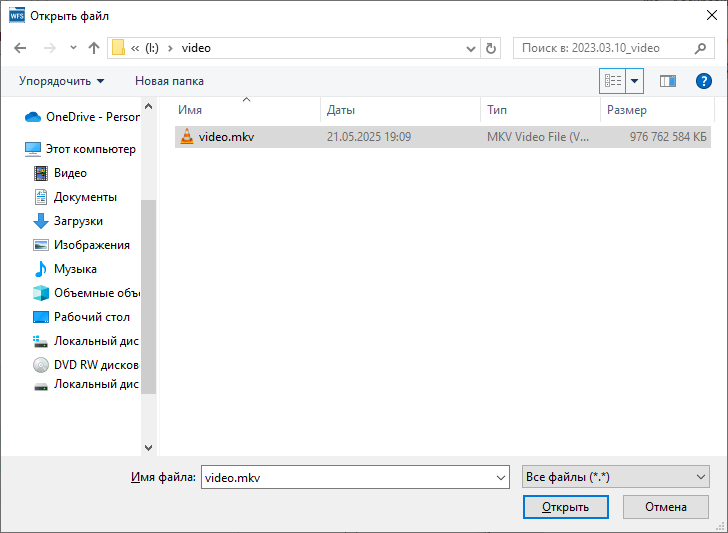 WFS Открыть файл
« (I:) › video
Поиск в: 2023.03.10_video
Упорядочить
Новая папка
?
Имя
Даты
Тип
Размер
video.mkv
21.05.2025 19:09
MKV Video File (V...
976 762 584 КБ
OneDrive - Person
Этот компьютер
Видео
Документы
Загрузки
Изображения
Музыка
Объемные объ
Рабочий стол
Локальный дис
DVD RW дисков
Локальный дис
Имя файла:
video.mkv
Все файлы (*.*)
Открыть
Отмена